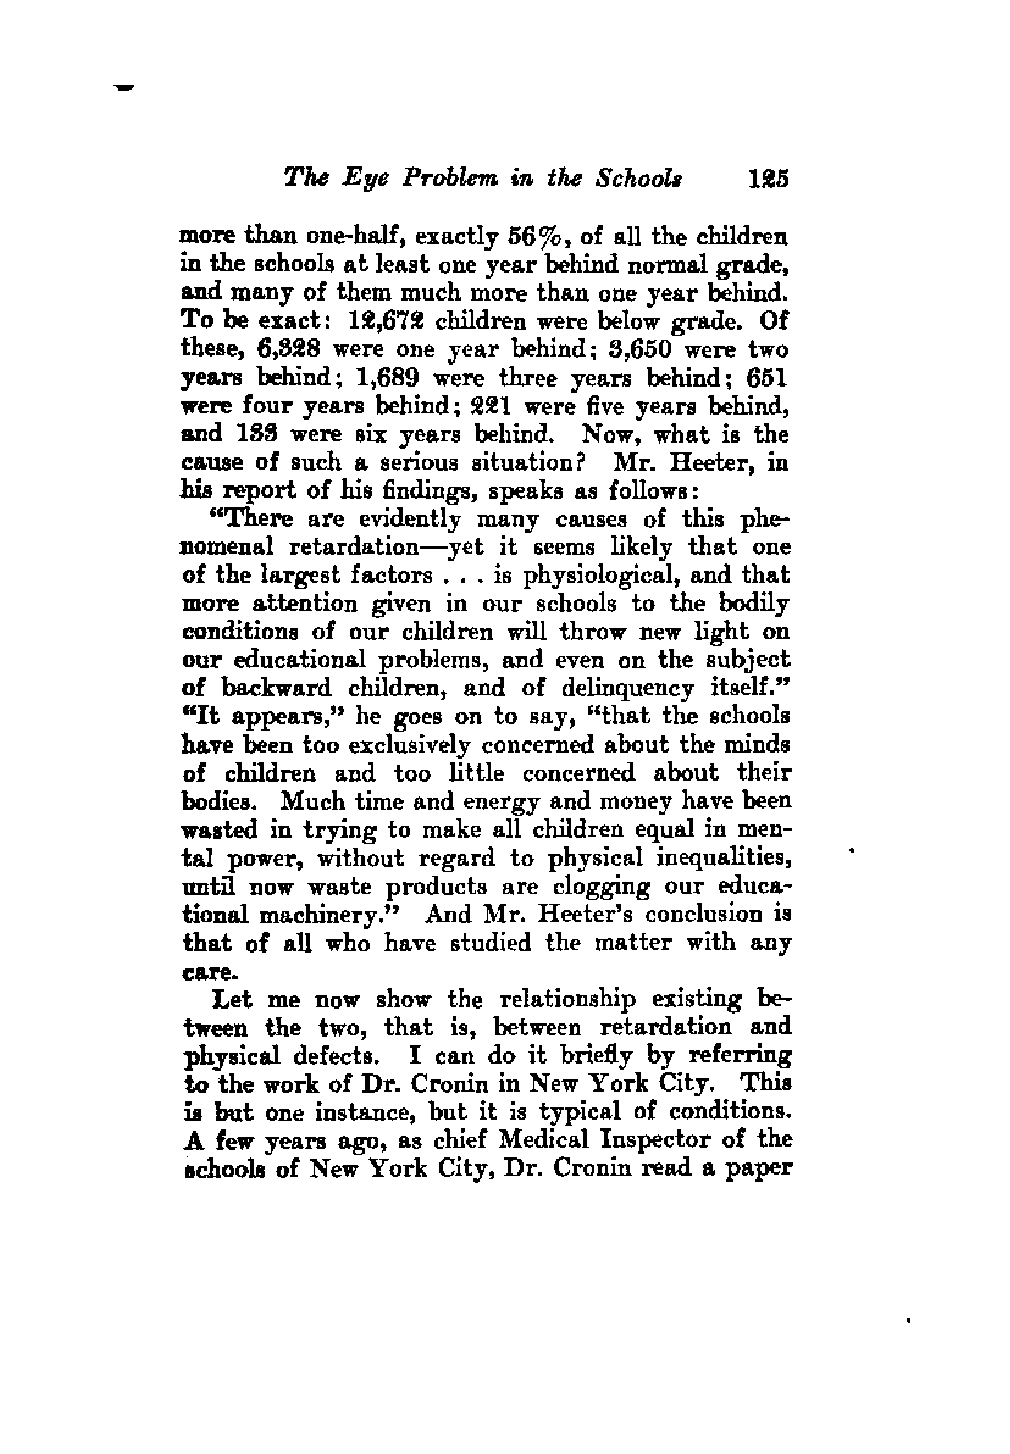 The Eye Problem in the Schools 125
more than one-half, exactly 56%, of all the children
in the schools at least one year behind normal grade,
and many of them much more than one year behind.
To be exact: 12,672 children were below grade. Of
these, 6,328 were one year behind; 3,650 were two
years behind; 1,689 were three years behind; 651
were four years behind; 221 were five years behind,
and 133 were six years behind. Now, what is the
cause of such a serious situation? Mr. Heeter, in
his report of his findings, speaks as follows:
"There are evidently many causes of this phe-
nomenal retardation—yet it seems likely that one
of the largest factors . . . is physiological, and that
more attention given in our schools to the bodily
conditions of our children will throw new light on
our educational problems, and even on the subject
of backward children, and of delinquency itself."
"It appears," he goes on to say, "that the schools
have been too exclusively concerned about the minds
of children and too little concerned about their
bodies. Much time and energy and money have been
wasted in trying to make all children equal in men-
tal power, without regard to physical inequalities,
until now waste products are clogging our educa-
tional machinery." And Mr. Heeter's conclusion is
that of all who have studied the matter with any
care.
Let me now show the relationship existing be-
tween the two, that is, between retardation and
physical defects. I can do it briefly by referring
to the work of Dr. Cronin in New York City. This
is but one instance, but it is typical of conditions.
A few years ago, as chief Medical Inspector of the
schools of New York City, Dr. Cronin read a paper